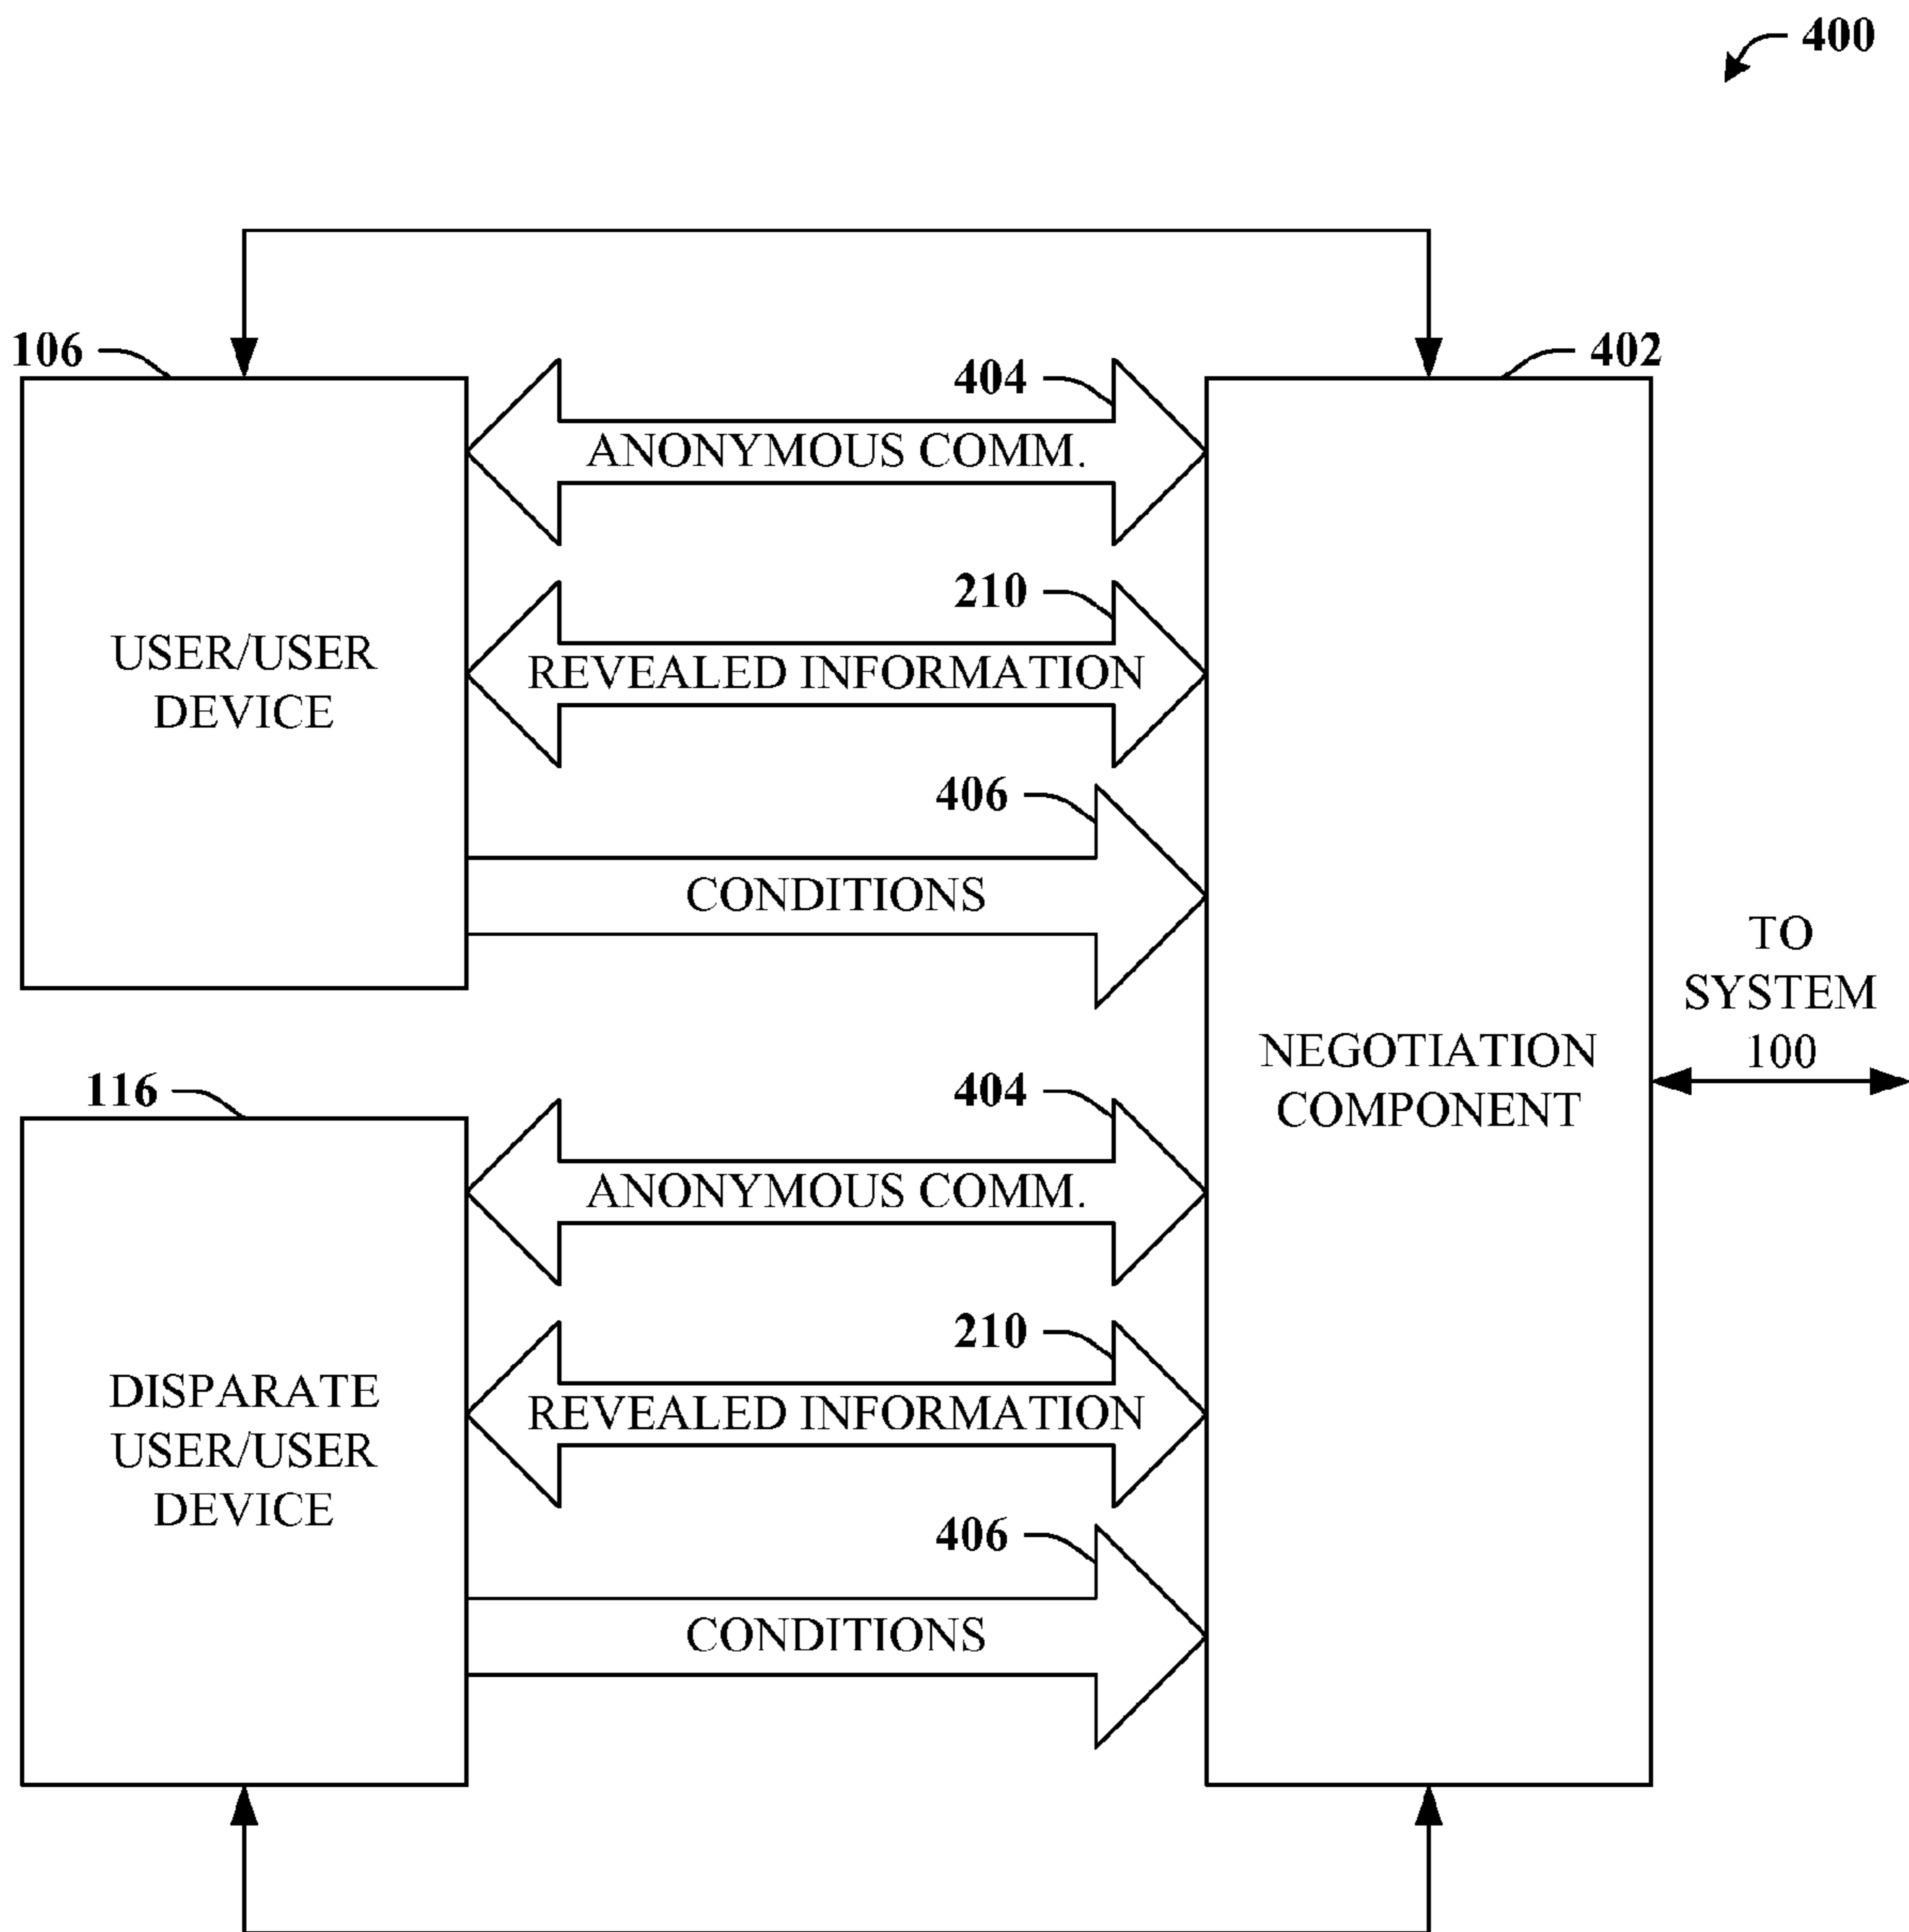 400
106
402
404
ANONYMOUS COMM.
210
USER/USER
DEVICE
REVEALED INFORMATION
406
CONDITIONS
TO
SYSTEM
100
NEGOTIATION
COMPONENT
116
404
ANONYMOUS COMM.
210
DISPARATE
USER/USER
DEVICE
REVEALED INFORMATION
406
CONDITIONS